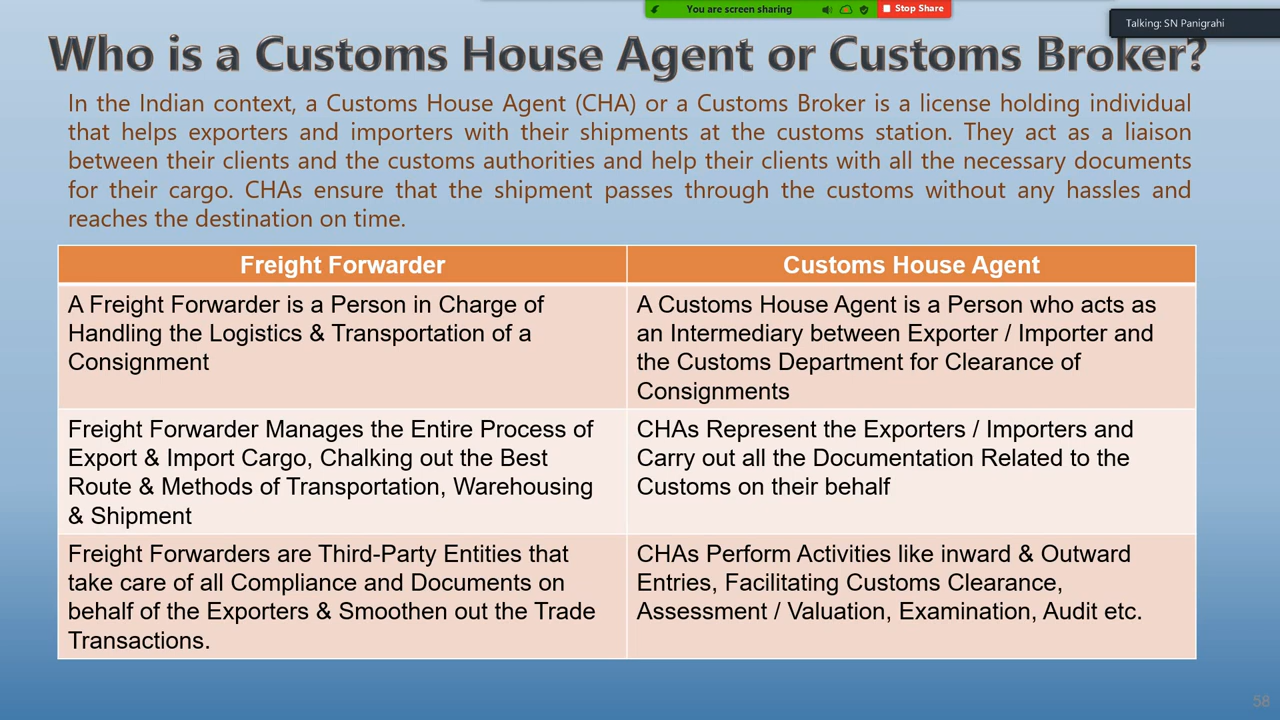 You are screen sharing
Stop Share
Talking: SN Panigrahi
Who is a Customs House Agent or Customs Broker?
In the Indian context, a Customs House Agent (CHA) or a Customs Broker is a license holding individual
that helps exporters and importers with their shipments at the customs station. They act as a liaison
between their clients and the customs authorities and help their clients with all the necessary documents
for their cargo. CHAs ensure that the shipment passes through the customs without any hassles and
reaches the destination on time.
Freight Forwarder
Customs House Agent
A Freight Forwarder is a Person in Charge of
Handling the Logistics & Transportation of a
Consignment
A Customs House Agent is a Person who acts as
an Intermediary between Exporter / Importer and
the Customs Department for Clearance of
Consignments
Freight Forwarder Manages the Entire Process of
Export & Import Cargo, Chalking out the Best
Route & Methods of Transportation, Warehousing
& Shipment
CHAs Represent the Exporters / Importers and
Carry out all the Documentation Related to the
Customs on their behalf
Freight Forwarders are Third-Party Entities that
take care of all Compliance and Documents on
behalf of the Exporters & Smoothen out the Trade
Transactions.
CHAs Perform Activities like inward & Outward
Entries, Facilitating Customs Clearance,
Assessment / Valuation, Examination, Audit etc.
58